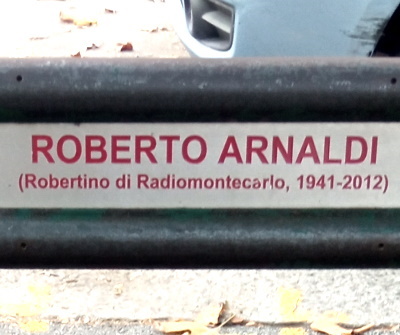 ROBERTO ARNALDI
(Robertino di Radiomontecarlo, 1941-2012)